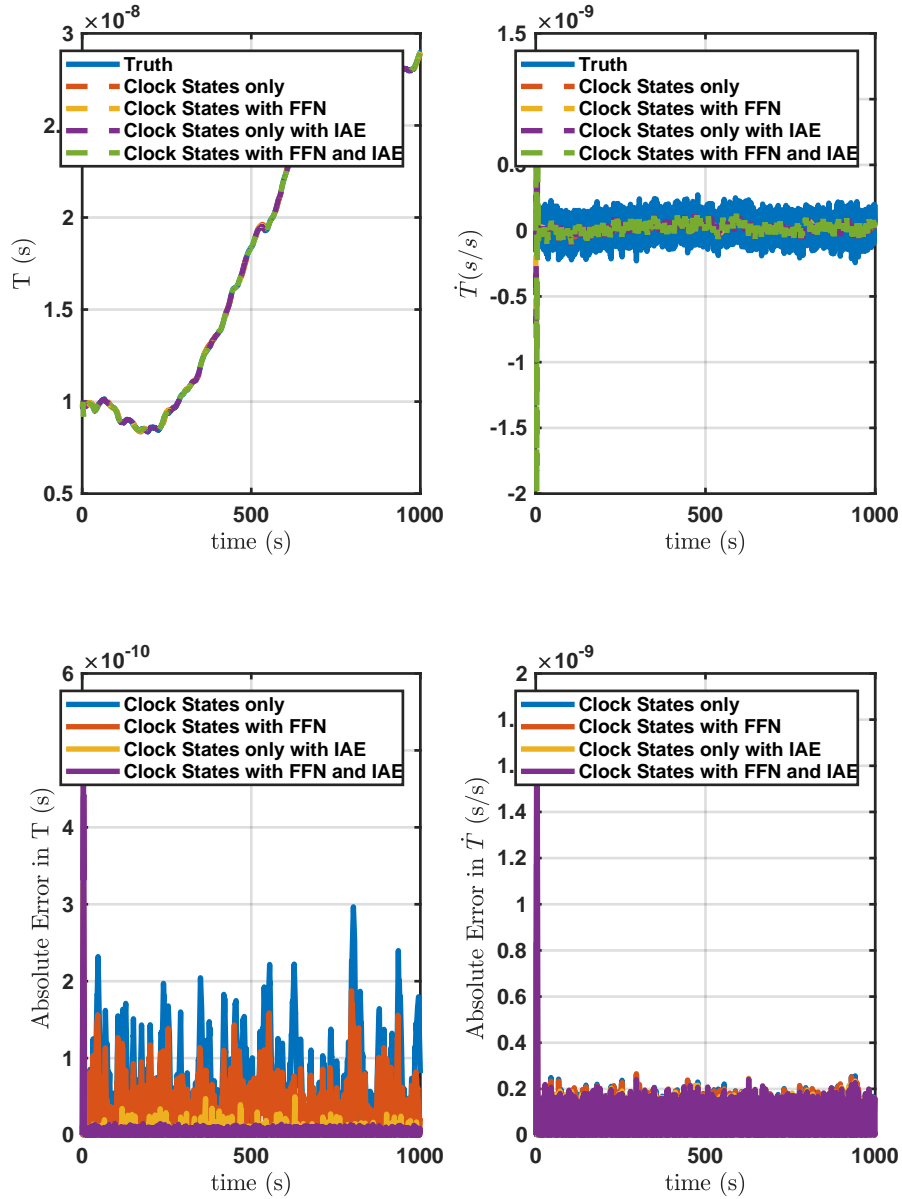 ×10-8
3
Truth
Clock States only
Clock States with FFN
2.
Clock States only with IAE
Clock States with FFN and IAE
2
1.5
1
0.5
0
500
1000
T (s)
time (s)
×10-9
1.5
Truth
Clock States only
Clock States with FFN
Clock States only with IAE
Clock States with FFN and IAE
0
-0.5
-1
-1.5
-2
0
500
1000
Ṫ(s/s)
time (s)
×10-10
6
Clock States only
Clock States with FFN
Clock States only with IAE
Clock States with FFN and IAE
4
3
2
1
0
0
500
1000
Absolute Error in T (s)
time (s)
×10-9
2
Clock States only
Clock States with FFN
1.
Clock States only with IAE
1.
Clock States with FFN and IAE
1.4
1.2
1
0.8
0.6
0.4
0.2
0
0
500
1000
Absolute Error in Ṫ (s/s)
time (s)